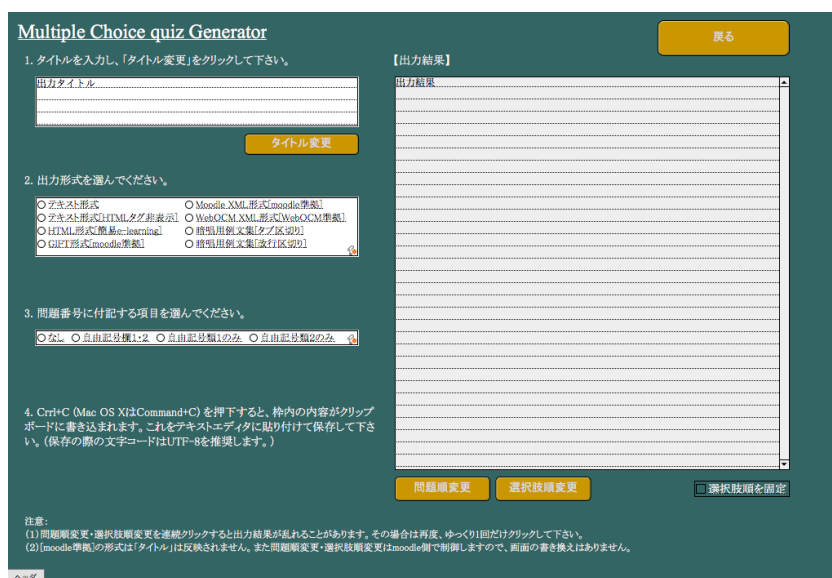 Multiple Choice quiz Generator
戻る
1. タイトルを入力し、「タイトル変更」をクリックして下さい。
出力タイトル
タイトル変更
2. 出力形式を選んでください。
テキスト形式
Moodle XML形式[moodle準拠]
テキスト形式[HTMLタグ非表示]
WebOCM XML形式[WebOCM準拠]
HTML形式[簡易e-learning]
暗唱用例文集[タブ区切り]
GIFT形式[moodle準拠]
暗唱用例文集[改行区切り]
3. 問題番号に付記する項目を選んでください。
なし 自由記号欄1・2 自由記号類1のみ 自由記号類2のみ
4. Crrl+C (Mac OS XはCommand+C) を押下すると、枠内の内容がクリップ
ボードに書き込まれます。これをテキストエディタに貼り付けて保存して下さ
い。(保存の際の文字コードはUTF-8を推奨します。)
【出力結果】
出力結果
問題順変更
選択肢順変更
選択肢順を固定
注意:
(1)問題順変更・選択肢順変更を連続クリックすると出力結果が乱れることがあります。その場合は再度、ゆっくり1回だけクリックして下さい。
(2)[moodle準拠]の形式は「タイトル」は反映されません。また問題順変更・選択肢順変更はmoodle側で制御しますので、画面の書き換えはありません。